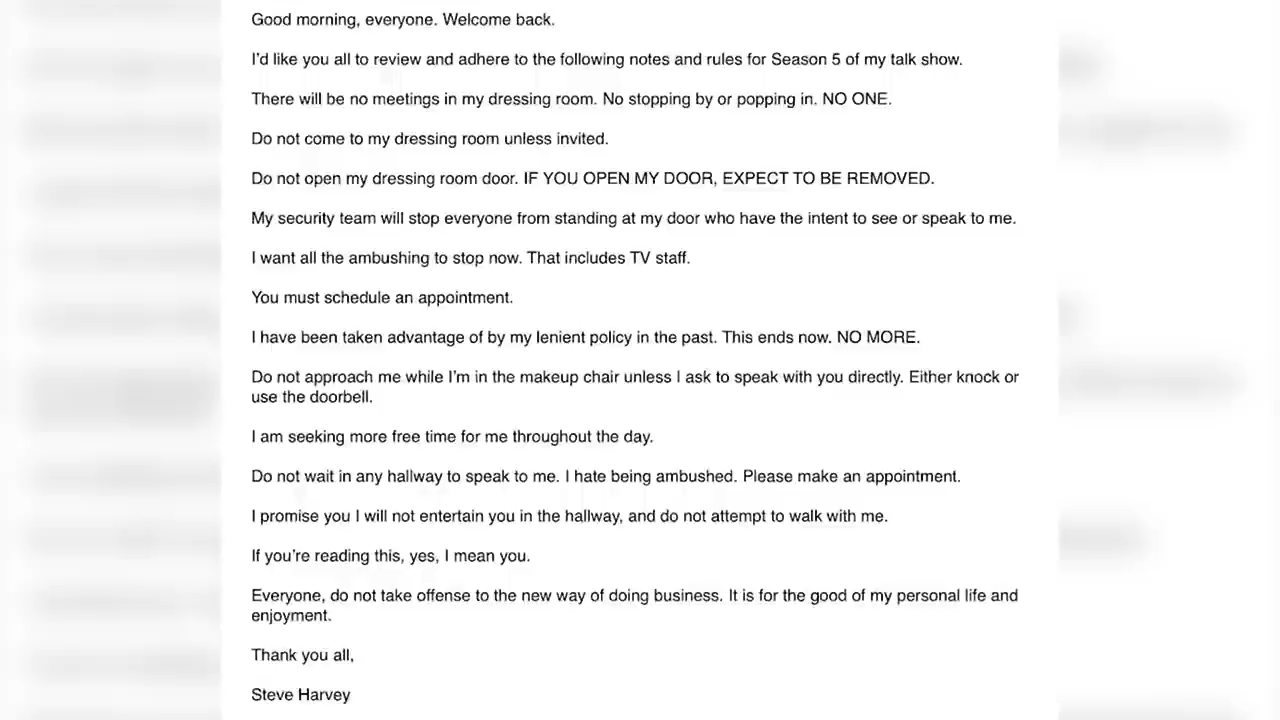 Good morning, everyone. Welcome back.
I'd like you all to review and adhere to the following notes and rules for Season 5 of my talk show.
There will be no meetings in my dressing room. No stopping by or popping in. NO ONE.
Do not come to my dressing room unless invited.
Do not open my dressing room door. IF YOU OPEN MY DOOR, EXPECT TO BE REMOVED.
My security team will stop everyone from standing at my door who have the intent to see or speak to me.
I want all the ambushing to stop now. That includes TV staff.
You must schedule an appointment.
I have been taken advantage of by my lenient policy in the past. This ends now. NO MORE.
Do not approach me while I'm in the makeup chair unless I ask to speak with you directly. Either knock or
use the doorbell.
I am seeking more free time for me throughout the day.
Do not wait in any hallway to speak to me. I hate being ambushed. Please make an appointment.
I promise you I will not entertain you in the hallway, and do not attempt to walk with me.
If you're reading this, yes, I mean you.
Everyone, do not take offense to the new way of doing business. It is for the good of my personal life and
enjoyment.
Thank you all,
Steve Harvey